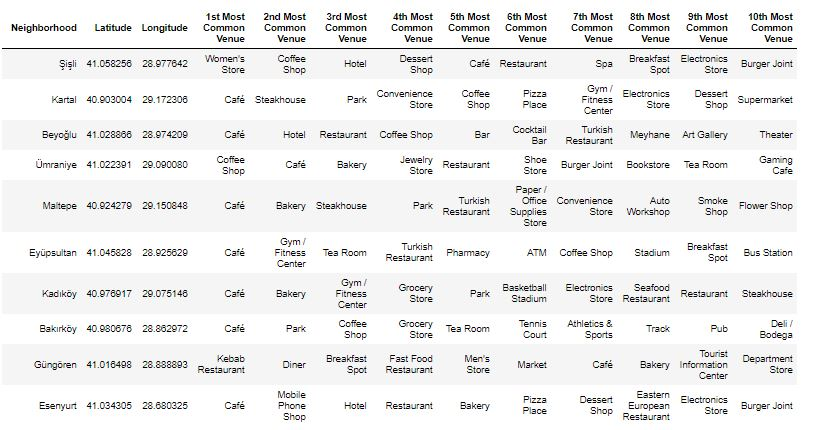 Neighborhood Latitude Longitude 1st Most Common Venue 2nd Most Common Venue 3rd Most Common Venue 4th Most Common Venue 5th Most Common Venue 6th Most Common Venue 7th Most Common Venue 8th Most Common Venue 9th Most Common Venue 10th Most Common Venue
Şişli 41.058256 28.977642 Women's Store Coffee Shop Hotel Dessert Shop Café Restaurant Spa Breakfast Spot Electronics Store Burger Joint
Kartal 40.903004 29.172306 Café Steakhouse Park Convenience Store Coffee Shop Pizza Place Gym / Fitness Center Electronics Store Dessert Shop Supermarket
Beyoğlu 41.028866 28.974209 Café Hotel Restaurant Coffee Shop Bar Cocktail Bar Turkish Restaurant Meyhane Art Gallery Theater
Ümraniye 41.022391 29.090080 Coffee Shop Café Bakery Jewelry Store Restaurant Shoe Store Burger Joint Bookstore Tea Room Gaming Cafe
Maltepe 40.924279 29.150848 Café Bakery Steakhouse Park Turkish Restaurant Paper / Office Supplies Store Convenience Store Auto Workshop Smoke Shop Flower Shop
Eyüpsultan 41.045828 28.925629 Café Gym / Fitness Center Tea Room Turkish Restaurant Pharmacy ATM Coffee Shop Stadium Breakfast Spot Bus Station
Kadıköy 40.976917 29.075146 Café Bakery Gym / Fitness Center Grocery Store Park Basketball Stadium Electronics Store Seafood Restaurant Restaurant Steakhouse
Bakırköy 40.980676 28.862972 Café Park Coffee Shop Grocery Store Tea Room Tennis Court Athletics & Sports Track Pub Deli / Bodega
Güngören 41.016498 28.888893 Kebab Restaurant Diner Breakfast Spot Fast Food Restaurant Men's Store Market Café Bakery Tourist Information Center Department Store
Esenyurt 41.034305 28.680325 Café Mobile Phone Shop Hotel Restaurant Bakery Pizza Place Dessert Shop Eastern European Restaurant Electronics Store Burger Joint